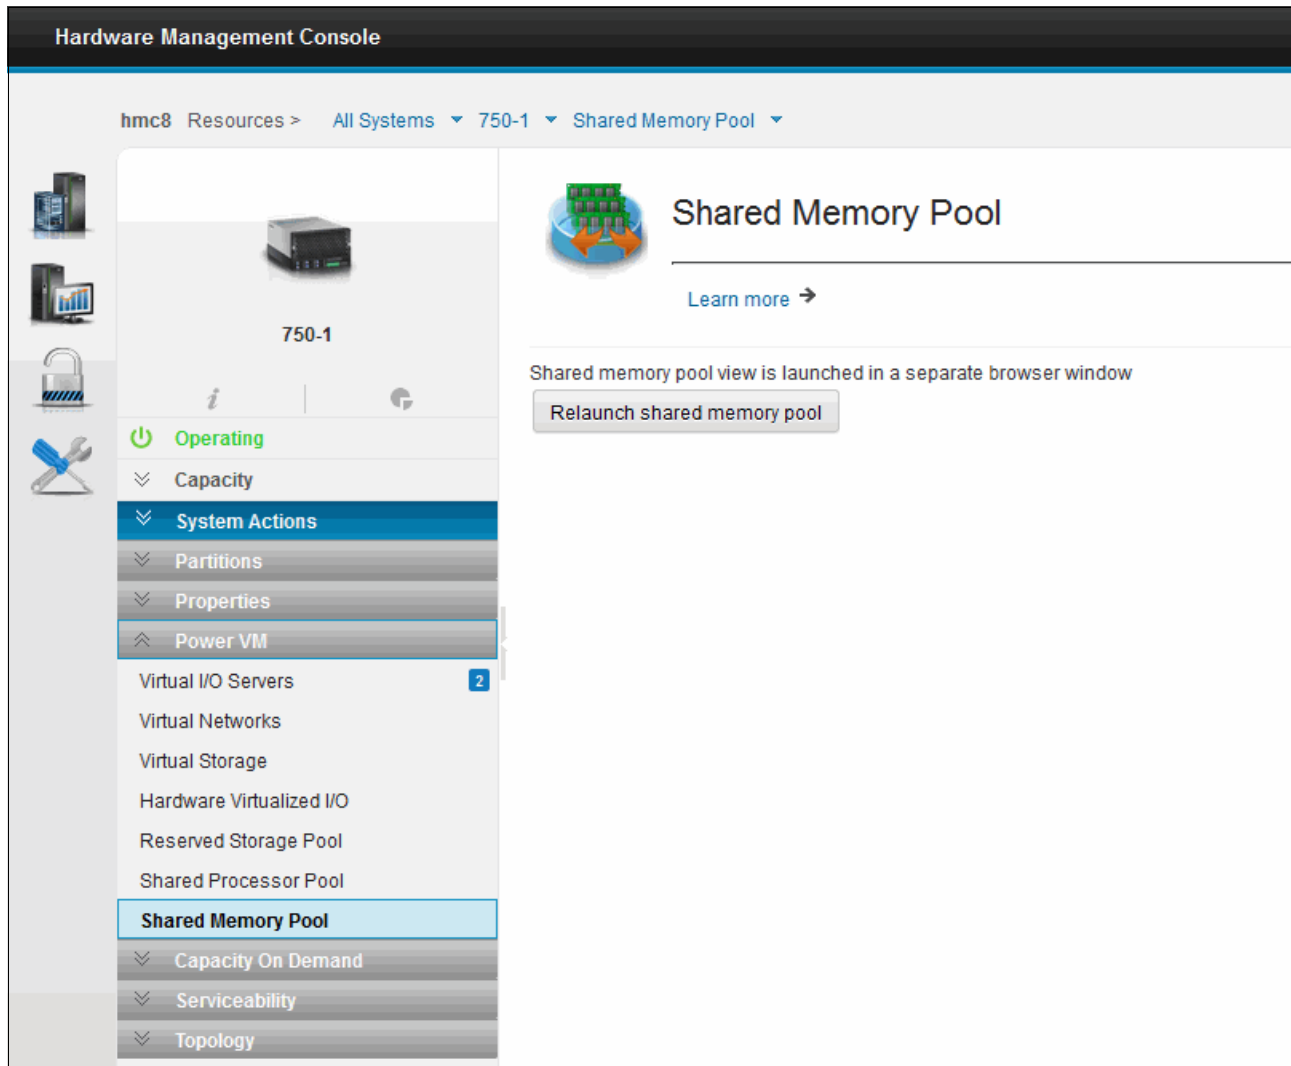 Hardware Management Console
hmc8 Resources > All Systems 750-1 Shared Memory Pool
750-1
i
Operating
Capacity
System Actions
Partitions
Properties
Power VM
Virtual I/O Servers 2
Virtual Networks
Virtual Storage
Hardware Virtualized I/O
Reserved Storage Pool
Shared Processor Pool
Shared Memory Pool
Capacity On Demand
Serviceability
Topology
Shared Memory Pool
Learn more
Shared memory pool view is launched in a separate browser window
Relaunch shared memory pool